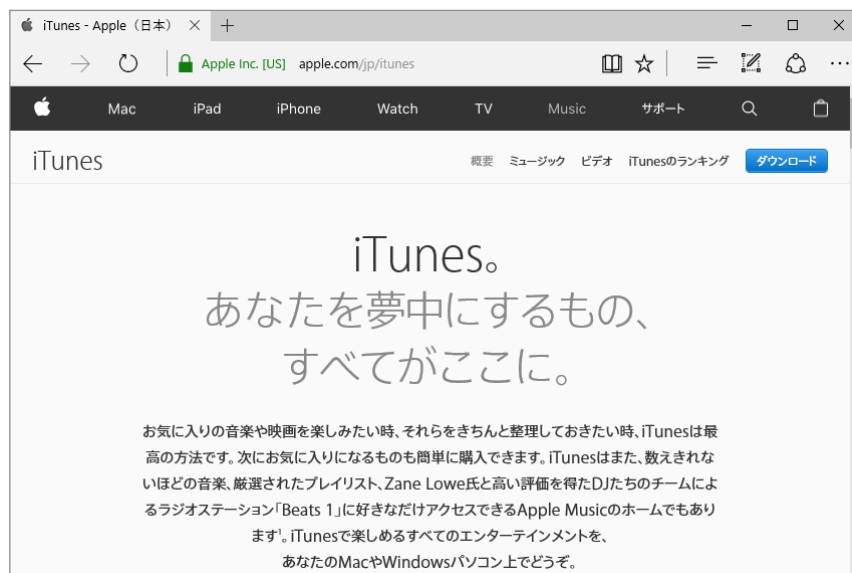 iTunes - Apple（日本）
Apple Inc. [US] apple.com/jp/itunes
Mac iPad iPhone Watch TV Music サポート
iTunes 概要 ミュージック ビデオ iTunesのランキング ダウンロード
iTunes。
あなたを夢中にするもの、
すべてがここに。
お気に入りの音楽や映画を楽しみたい時、それらをきちんと整理しておきたい時、iTunesは最
高の方法です。次にお気に入りになるものも簡単に購入できます。iTunesはまた、数えきれな
いほどの音楽、厳選されたプレイリスト、Zane Lowe氏と高い評価を得たDJたちのチームによ
るラジオステーション「Beats 1」に好きなだけアクセスできるApple Musicのホームでもあり
ます¹。iTunesで楽しめるすべてのエンターテインメントを、
あなたのMacやWindowsパソコン上でどうぞ。